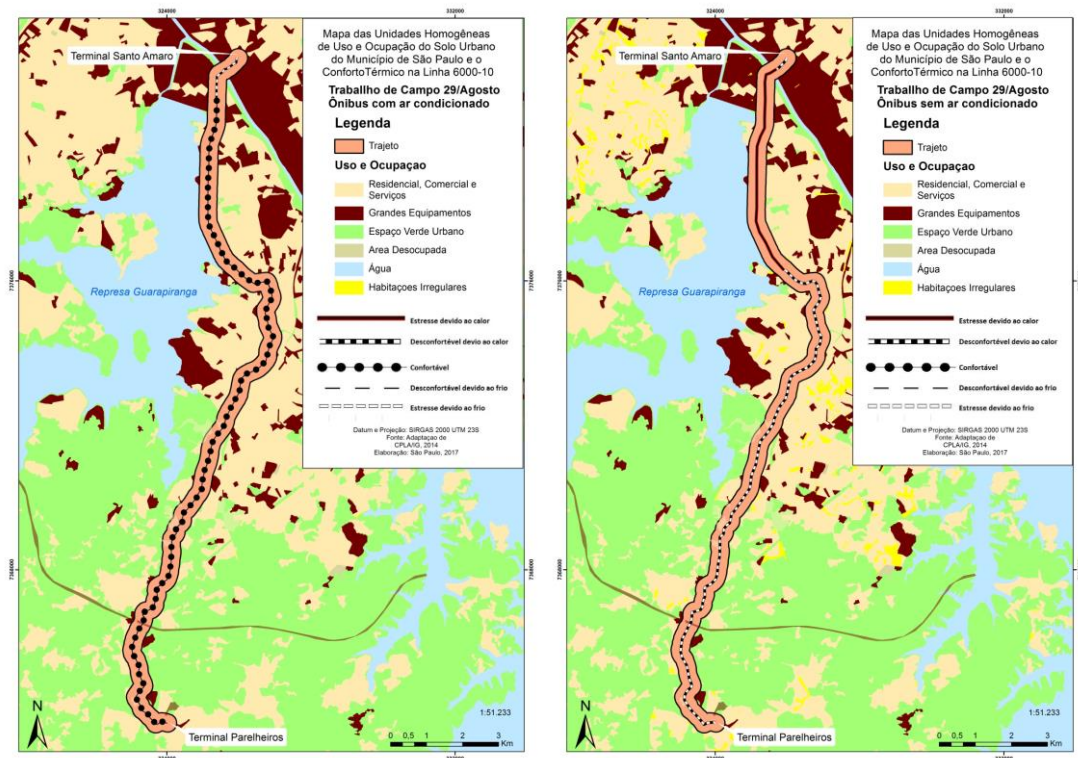 324000
332000
Mapa das Unidades Homogêneas
de Uso e Ocupação do Solo Urbano
do Município de São Paulo e o
ConfortoTérmico na Linha 6000-10
Traballho de Campo 29/Agosto
Ônibus com ar condicionado
Legenda
Trajeto
Uso e Ocupaçao
Residencial, Comercial e
Serviços
Grandes Equipamentos
Espaço Verde Urbano
Area Desocupada
Água
Habitaçoes Irregulares
Estresse devido ao calor
Desconfortável devio ao calor
Confortável
Desconfortável devido ao frio
Estresse devido ao frio
Datum e Projeção: SIRGAS 2000 UTM 23S
Fonte: Adaptaçao de
CPLA/IG, 2014
Elaboração: São Paulo, 2017
Terminal Santo Amaro
7376000
Represa Guarapiranga
7368000
Terminal Parelheiros
N
1:51.233
0 0,5 1 2 3
Km
324000
332000
Mapa das Unidades Homogêneas
de Uso e Ocupação do Solo Urbano
do Município de São Paulo e o
ConfortoTérmico na Linha 6000-10
Traballho de Campo 29/Agosto
Ônibus sem ar condicionado
Legenda
Trajeto
Uso e Ocupaçao
Residencial, Comercial e
Serviços
Grandes Equipamentos
Espaço Verde Urbano
Area Desocupada
Água
Habitaçoes Irregulares
Estresse devido ao calor
Desconfortável devio ao calor
Confortável
Desconfortável devido ao frio
Estresse devido ao frio
Datum e Projeção: SIRGAS 2000 UTM 23S
Fonte: Adaptaçao de
CPLA/IG, 2014
Elaboração: São Paulo, 2017
Terminal Santo Amaro
7376000
Represa Guarapiranga
7368000
Terminal Parelheiros
N
1:51.233
0 0,5 1 2 3
Km